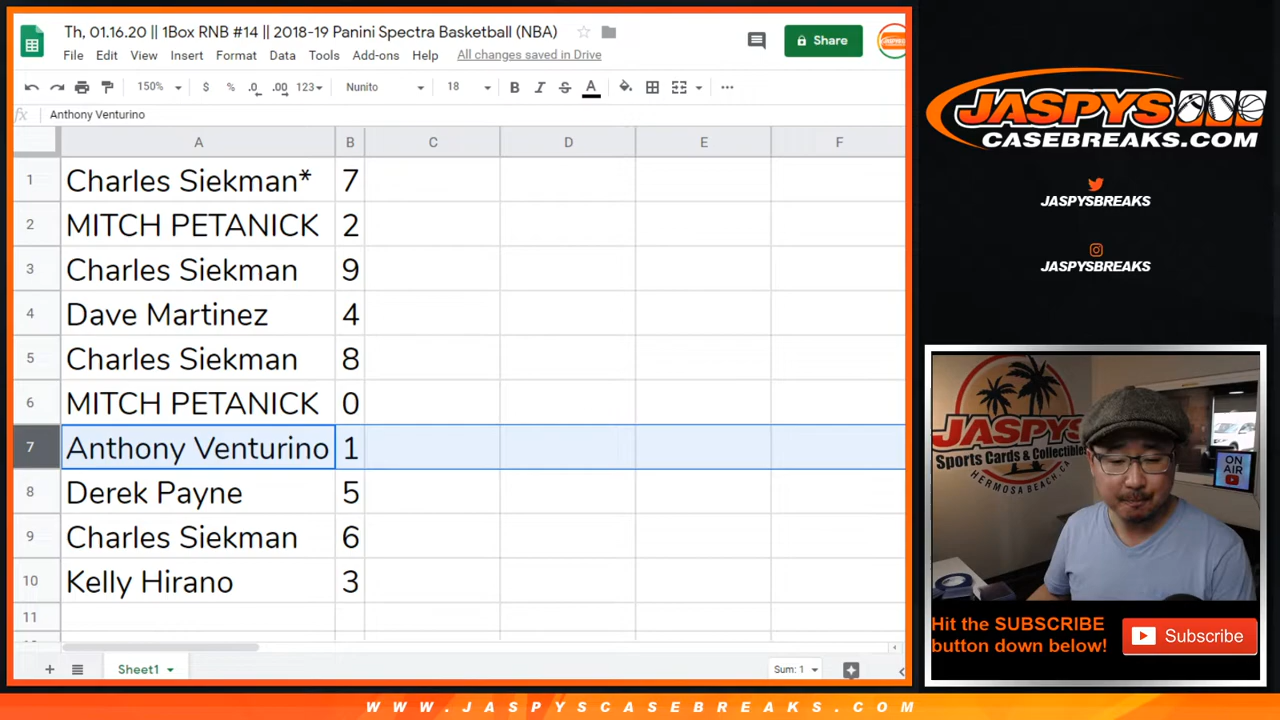 Th, 01.16.20 || 1Box RNB #14 || 2018-19 Panini Spectra Basketball (NBA)
File Edit View Insert Format Data Tools Add-ons Help All changes saved in Drive
Share
150% $ % .0 .00 123 Nunito 18 B I S A
fx Anthony Venturino
A B C D E F
1 Charles Siekman* 7
2 MITCH PETANICK 2
3 Charles Siekman 9
4 Dave Martinez 4
5 Charles Siekman 8
6 MITCH PETANICK 0
7 Anthony Venturino 1
8 Derek Payne 5
9 Charles Siekman 6
10 Kelly Hirano 3
11
Sheet1
Sum: 1
JASPYS
CASEBREAKS.COM
JASPYSBREAKS
JASPYSBREAKS
JASPYS
Sports Cards & Collectibles
HERMOSA BEACH, CA
ON AIR
Hit the SUBSCRIBE
button down below!
Subscribe
WWW.JASPYSCASEBREAKS.COM